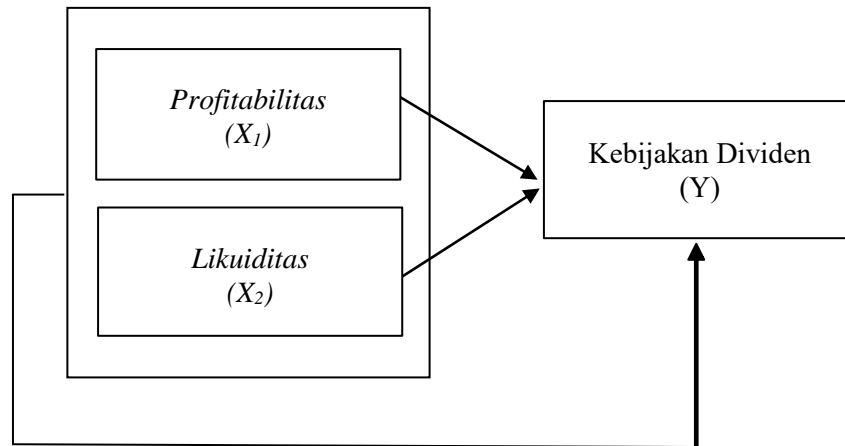 Profitabilitas
(X1)
Kebijakan Dividen
(Y)
Likuiditas
(X2)